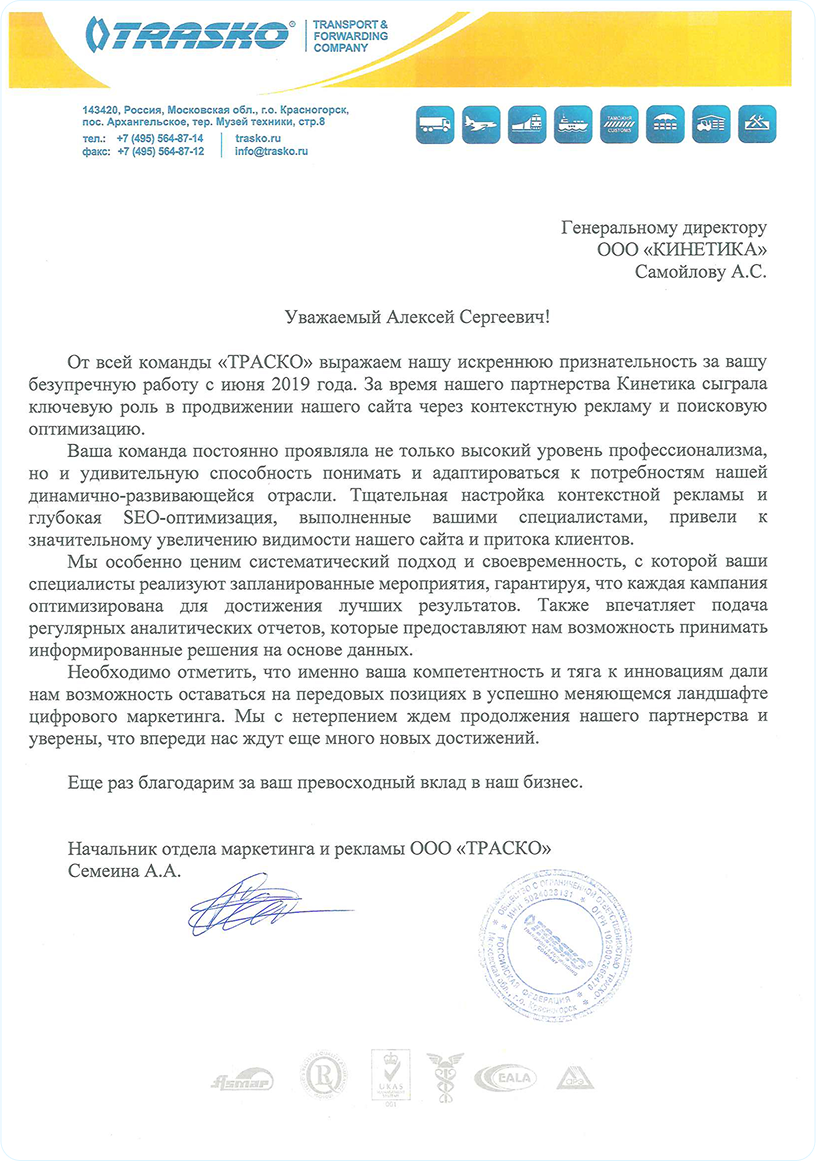 TRASKO®
TRANSPORT &
FORWARDING
COMPANY
143420, Россия, Московская обл., г.о. Красногорск,
пос. Архангельское, тер. Музей техники, стр.8
тел.: +7 (495) 564-87-14 trasko.ru
факс: +7 (495) 564-87-12 info@trasko.ru
ТАМОЖНЯ
CUSTOMS
Генеральному директору
ООО «КИНЕТИКА»
Самойлову А.С.
Уважаемый Алексей Сергеевич!
От всей команды «ТРАСКО» выражаем нашу искреннюю признательность за вашу
безупречную работу с июня 2019 года. За время нашего партнерства Кинетика сыграла
ключевую роль в продвижении нашего сайта через контекстную рекламу и поисковую
оптимизацию.
Ваша команда постоянно проявляла не только высокий уровень профессионализма,
но и удивительную способность понимать и адаптироваться к потребностям нашей
динамично-развивающейся отрасли. Тщательная настройка контекстной рекламы и
глубокая SEO-оптимизация, выполненные вашими специалистами, привели к
значительному увеличению видимости нашего сайта и притока клиентов.
Мы особенно ценим систематический подход и своевременность, с которой ваши
специалисты реализуют запланированные мероприятия, гарантируя, что каждая кампания
оптимизирована для достижения лучших результатов. Также впечатляет подача
регулярных аналитических отчетов, которые предоставляют нам возможность принимать
информированные решения на основе данных.
Необходимо отметить, что именно ваша компетентность и тяга к инновациям дали
нам возможность оставаться на передовых позициях в успешно меняющемся ландшафте
цифрового маркетинга. Мы с нетерпением ждем продолжения нашего партнерства и
уверены, что впереди нас ждут еще много новых достижений.
Еще раз благодарим за ваш превосходный вклад в наш бизнес.
Начальник отдела маркетинга и рекламы ООО «ТРАСКО»
Семеина А.А.
ОБЩЕСТВО С ОГРАНИЧЕННОЙ ОТВЕТСТВЕННОСТЬЮ "ТРАСКО"
РОССИЙСКАЯ ФЕДЕРАЦИЯ
TRASKO®
Asmap
R
UKAS
001
EALA